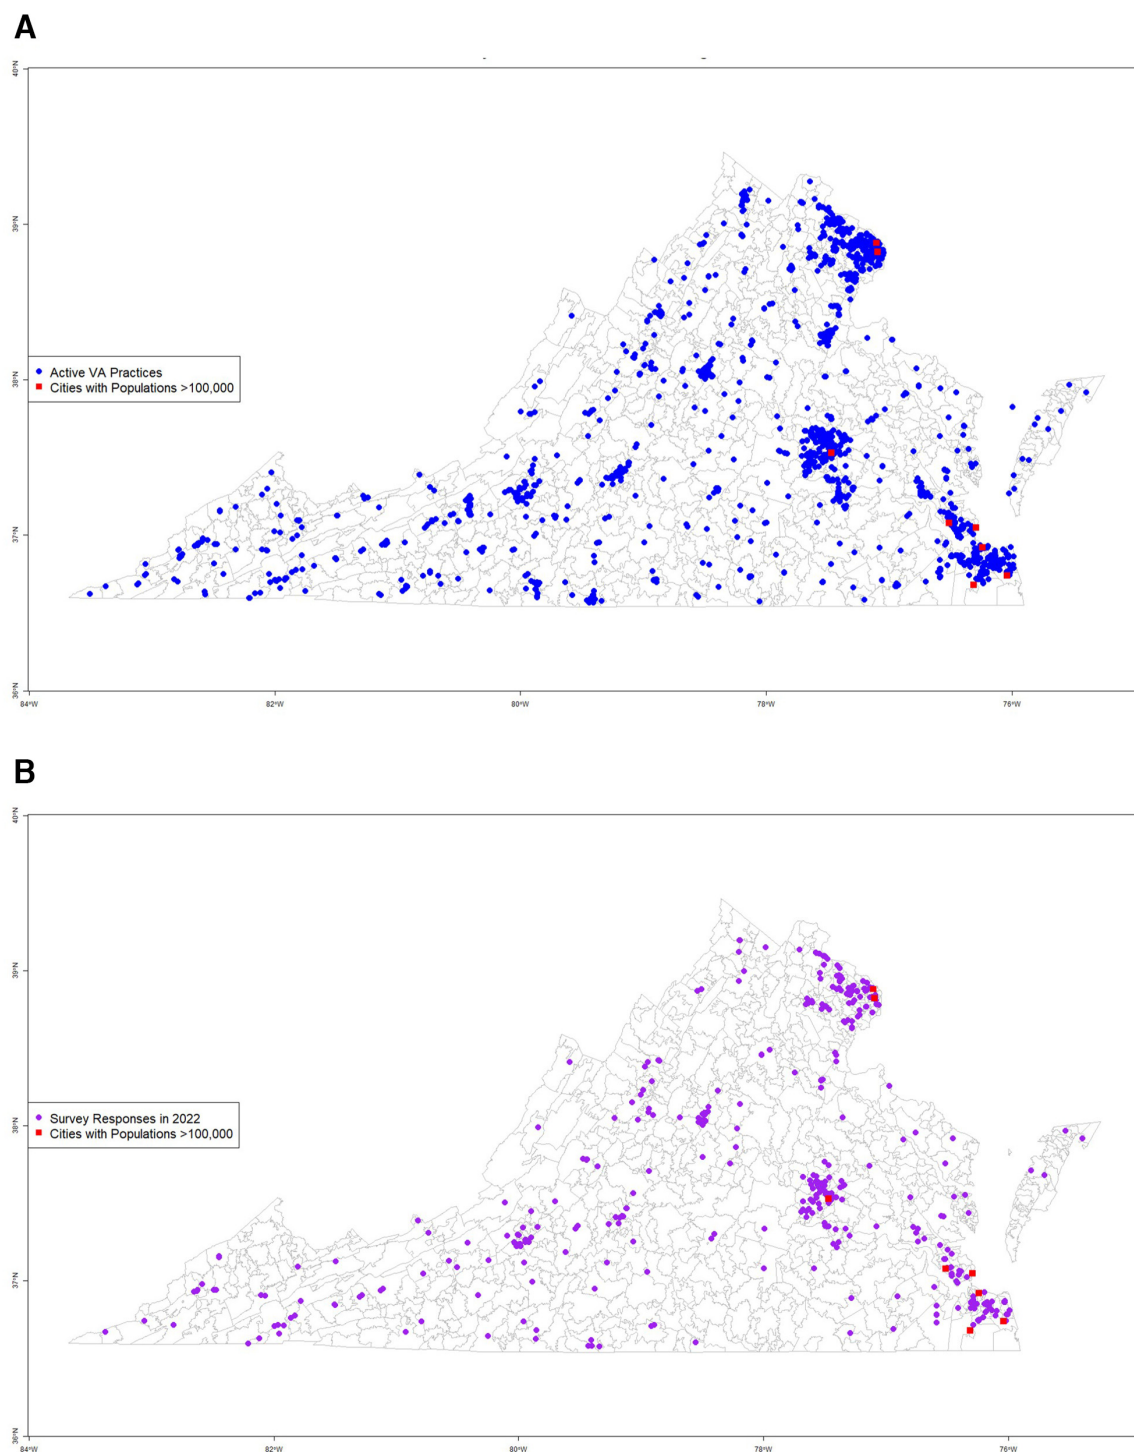 A
40°N
39°N
38°N
37°N
36°N
Active VA Practices
Cities with Populations >100,000
84°W
82°W
80°W
78°W
76°W
B
40°N
39°N
38°N
37°N
36°N
Survey Responses in 2022
Cities with Populations >100,000
84°W
82°W
80°W
78°W
76°W